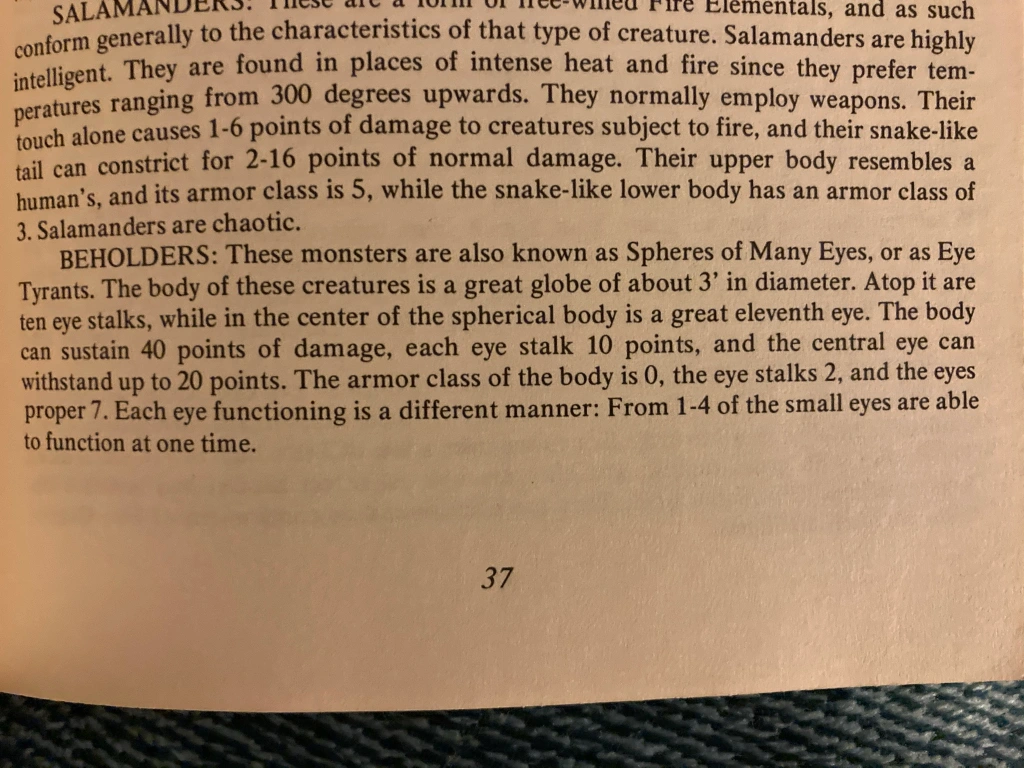 SALAMANDERS: These are a form of free-willed Fire Elementals, and as such
conform generally to the characteristics of that type of creature. Salamanders are highly
intelligent. They are found in places of intense heat and fire since they prefer tem-
peratures ranging from 300 degrees upwards. They normally employ weapons. Their
touch alone causes 1-6 points of damage to creatures subject to fire, and their snake-like
tail can constrict for 2-16 points of normal damage. Their upper body resembles a
human's, and its armor class is 5, while the snake-like lower body has an armor class of
3. Salamanders are chaotic.
BEHOLDERS: These monsters are also known as Spheres of Many Eyes, or as Eye
Tyrants. The body of these creatures is a great globe of about 3' in diameter. Atop it are
ten eye stalks, while in the center of the spherical body is a great eleventh eye. The body
can sustain 40 points of damage, each eye stalk 10 points, and the central eye can
withstand up to 20 points. The armor class of the body is 0, the eye stalks 2, and the eyes
proper 7. Each eye functioning is a different manner: From 1-4 of the small eyes are able
to function at one time.
37